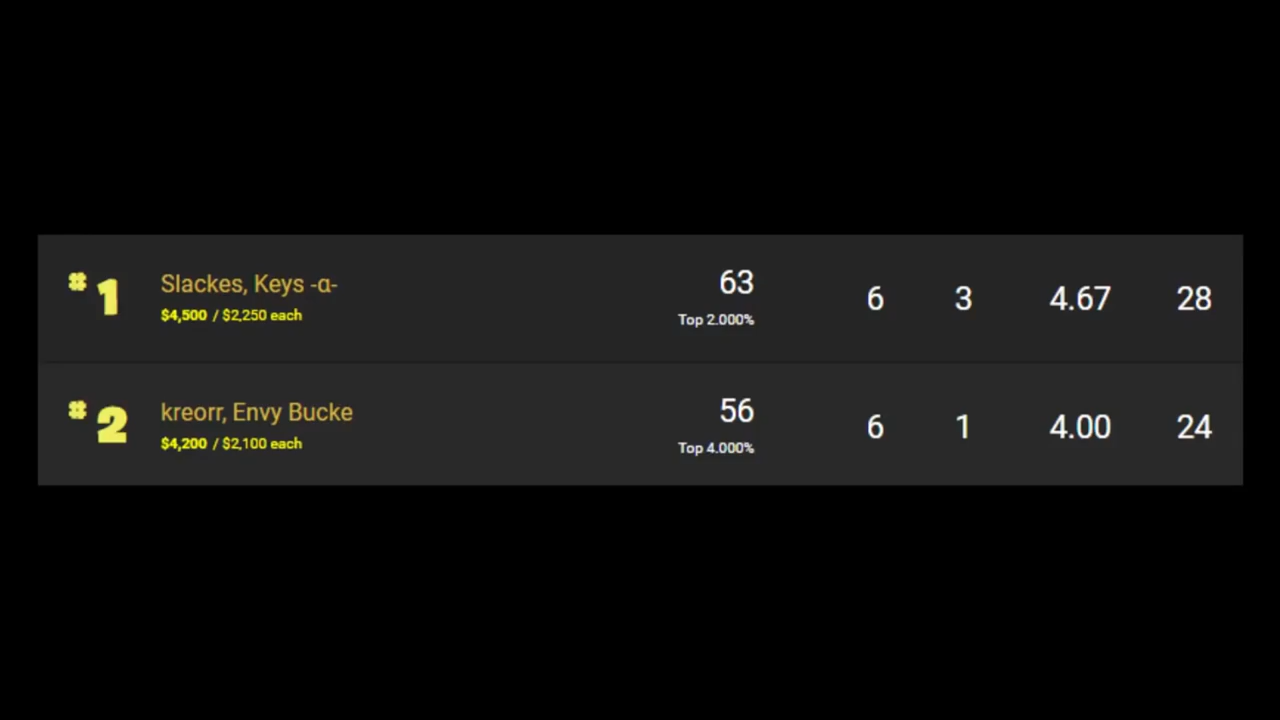 #1 Slackes, Keys -α- 63 6 3 4.67 28
$4,500 / $2,250 each Top 2.000%
#2 kreorr, Envy Bucke 56 6 1 4.00 24
$4,200 / $2,100 each Top 4.000%